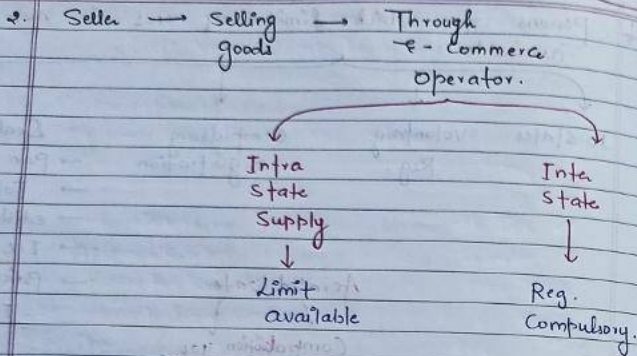 2. Seller → Selling → Through
goods e-commerce
operator.
Intra Inter
State State
Supply
↓ ↓
Limit Reg.
available Compulsory.